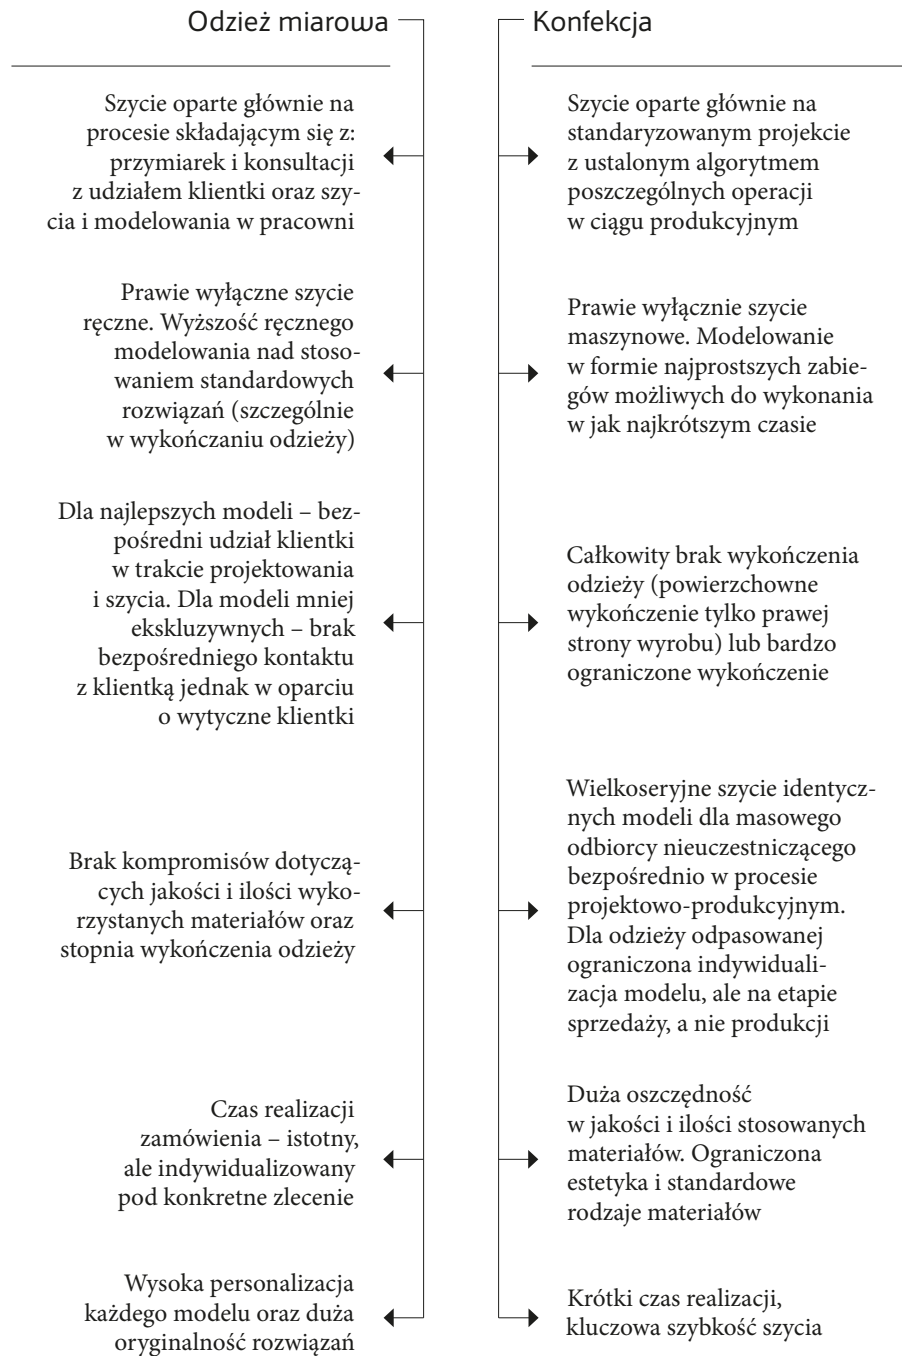 Odzież miarowa
Szycie oparte głównie na
procesie składającym się z:
przymiarek i konsultacji
z udziałem klientki oraz szy-
cia i modelowania w pracowni
Prawie wyłączne szycie
ręczne. Wyższość ręcznego
modelowania nad stoso-
waniem standardowych
rozwiązań (szczególnie
w wykończaniu odzieży)
Dla najlepszych modeli – bez-
pośredni udział klientki
w trakcie projektowania
i szycia. Dla modeli mniej
ekskluzywnych – brak
bezpośredniego kontaktu
z klientką jednak w oparciu
o wytyczne klientki
Brak kompromisów dotyczą-
cych jakości i ilości wyko-
rzystanych materiałów oraz
stopnia wykończenia odzieży
Czas realizacji
zamówienia – istotny,
ale indywidualizowany
pod konkretne zlecenie
Wysoka personalizacja
każdego modelu oraz duża
oryginalność rozwiązań
Konfekcja
Szycie oparte głównie na
standaryzowanym projekcie
z ustalonym algorytmem
poszczególnych operacji
w ciągu produkcyjnym
Prawie wyłącznie szycie
maszynowe. Modelowanie
w formie najprostszych zabie-
gów możliwych do wykonania
w jak najkrótszym czasie
Całkowity brak wykończenia
odzieży (powierzchowne
wykończenie tylko prawej
strony wyrobu) lub bardzo
ograniczone wykończenie
Wielkoseryjne szycie identycz-
nych modeli dla masowego
odbiorcy nieuczestniczącego
bezpośrednio w procesie
projektowo-produkcyjnym.
Dla odzieży odpasowanej
ograniczona indywiduali-
zacja modelu, ale na etapie
sprzedaży, a nie produkcji
Duża oszczędność
w jakości i ilości stosowanych
materiałów. Ograniczona
estetyka i standardowe
rodzaje materiałów
Krótki czas realizacji,
kluczowa szybkość szycia